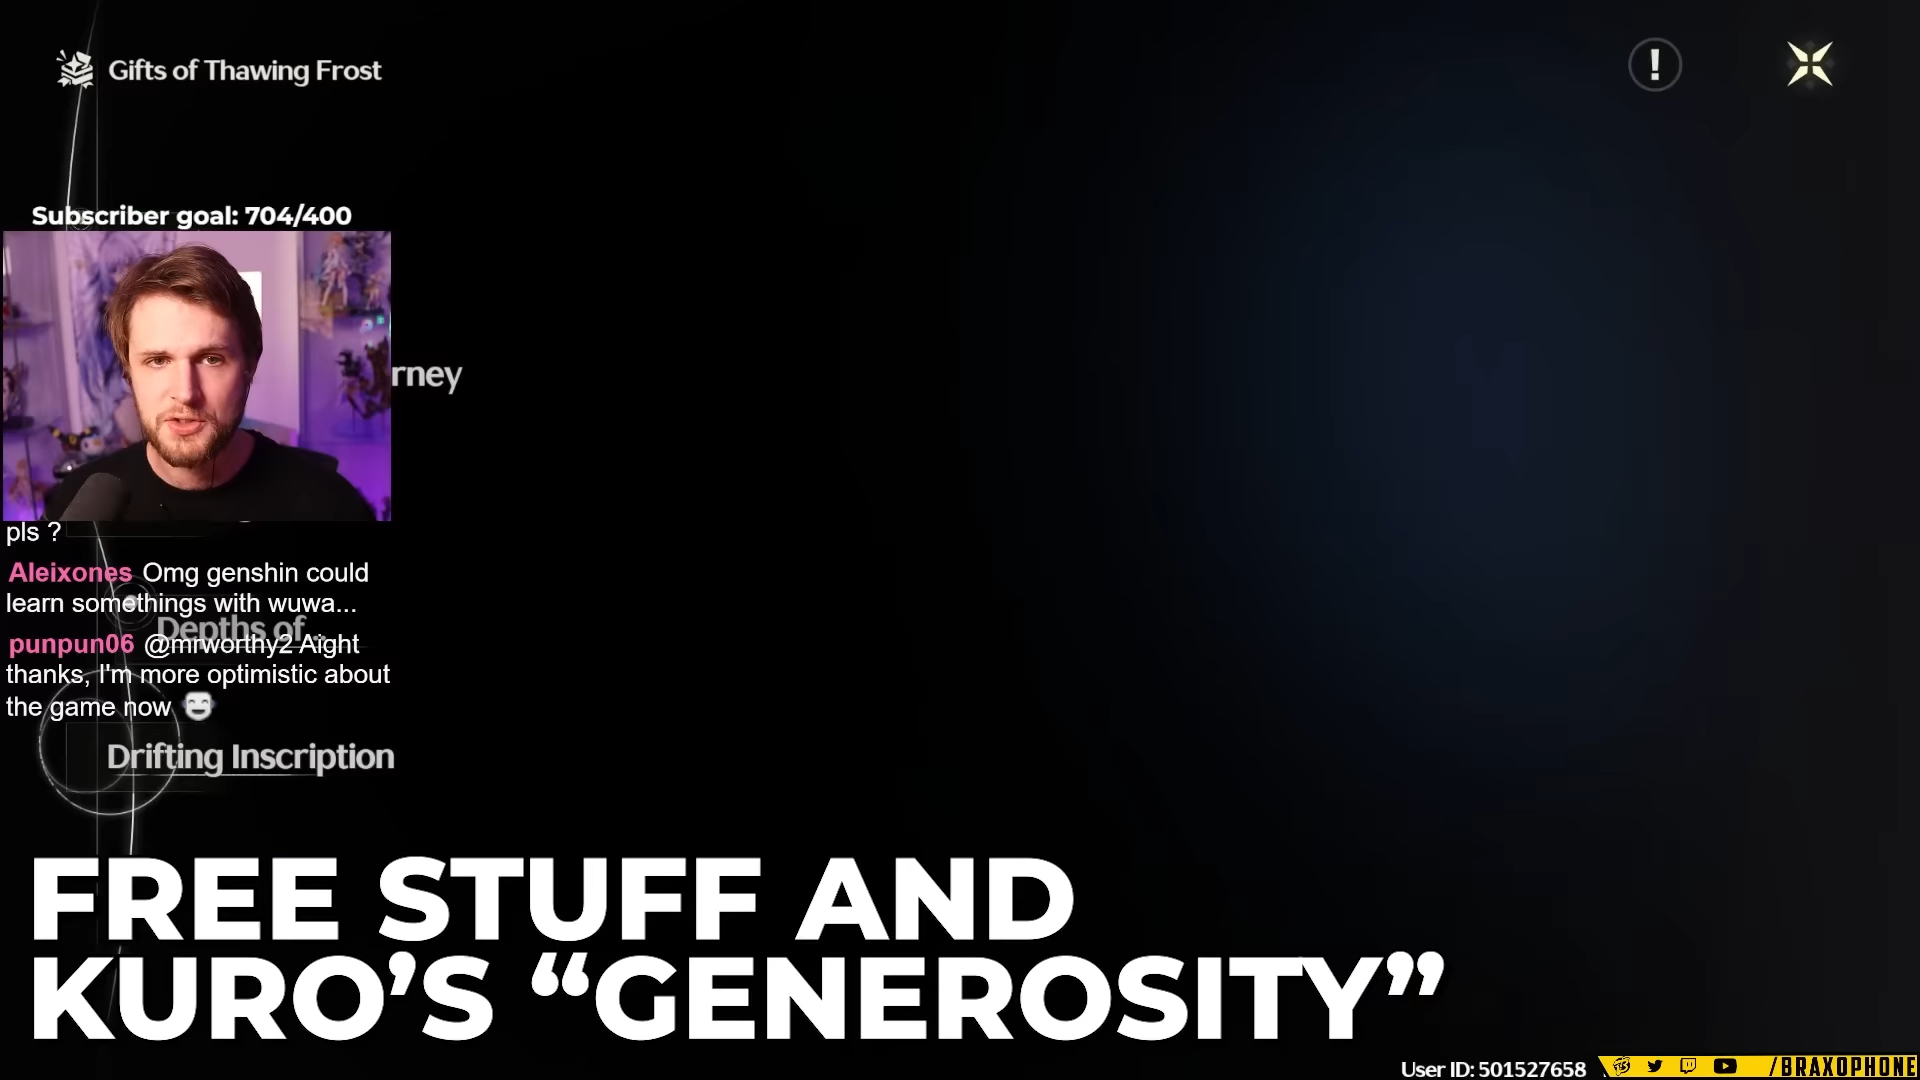 Gifts of Thawing Frost
!
Subscriber goal: 704/400
rney
pls ?
Aleixones Omg genshin could
learn somethings with wuwa...
Depths of...
punpun06 @mrworthy2 Aight
thanks, I'm more optimistic about
the game now
Drifting Inscription
FREE STUFF AND
KURO’S “GENEROSITY”
User ID: 501527658
/BRAXOPHONE